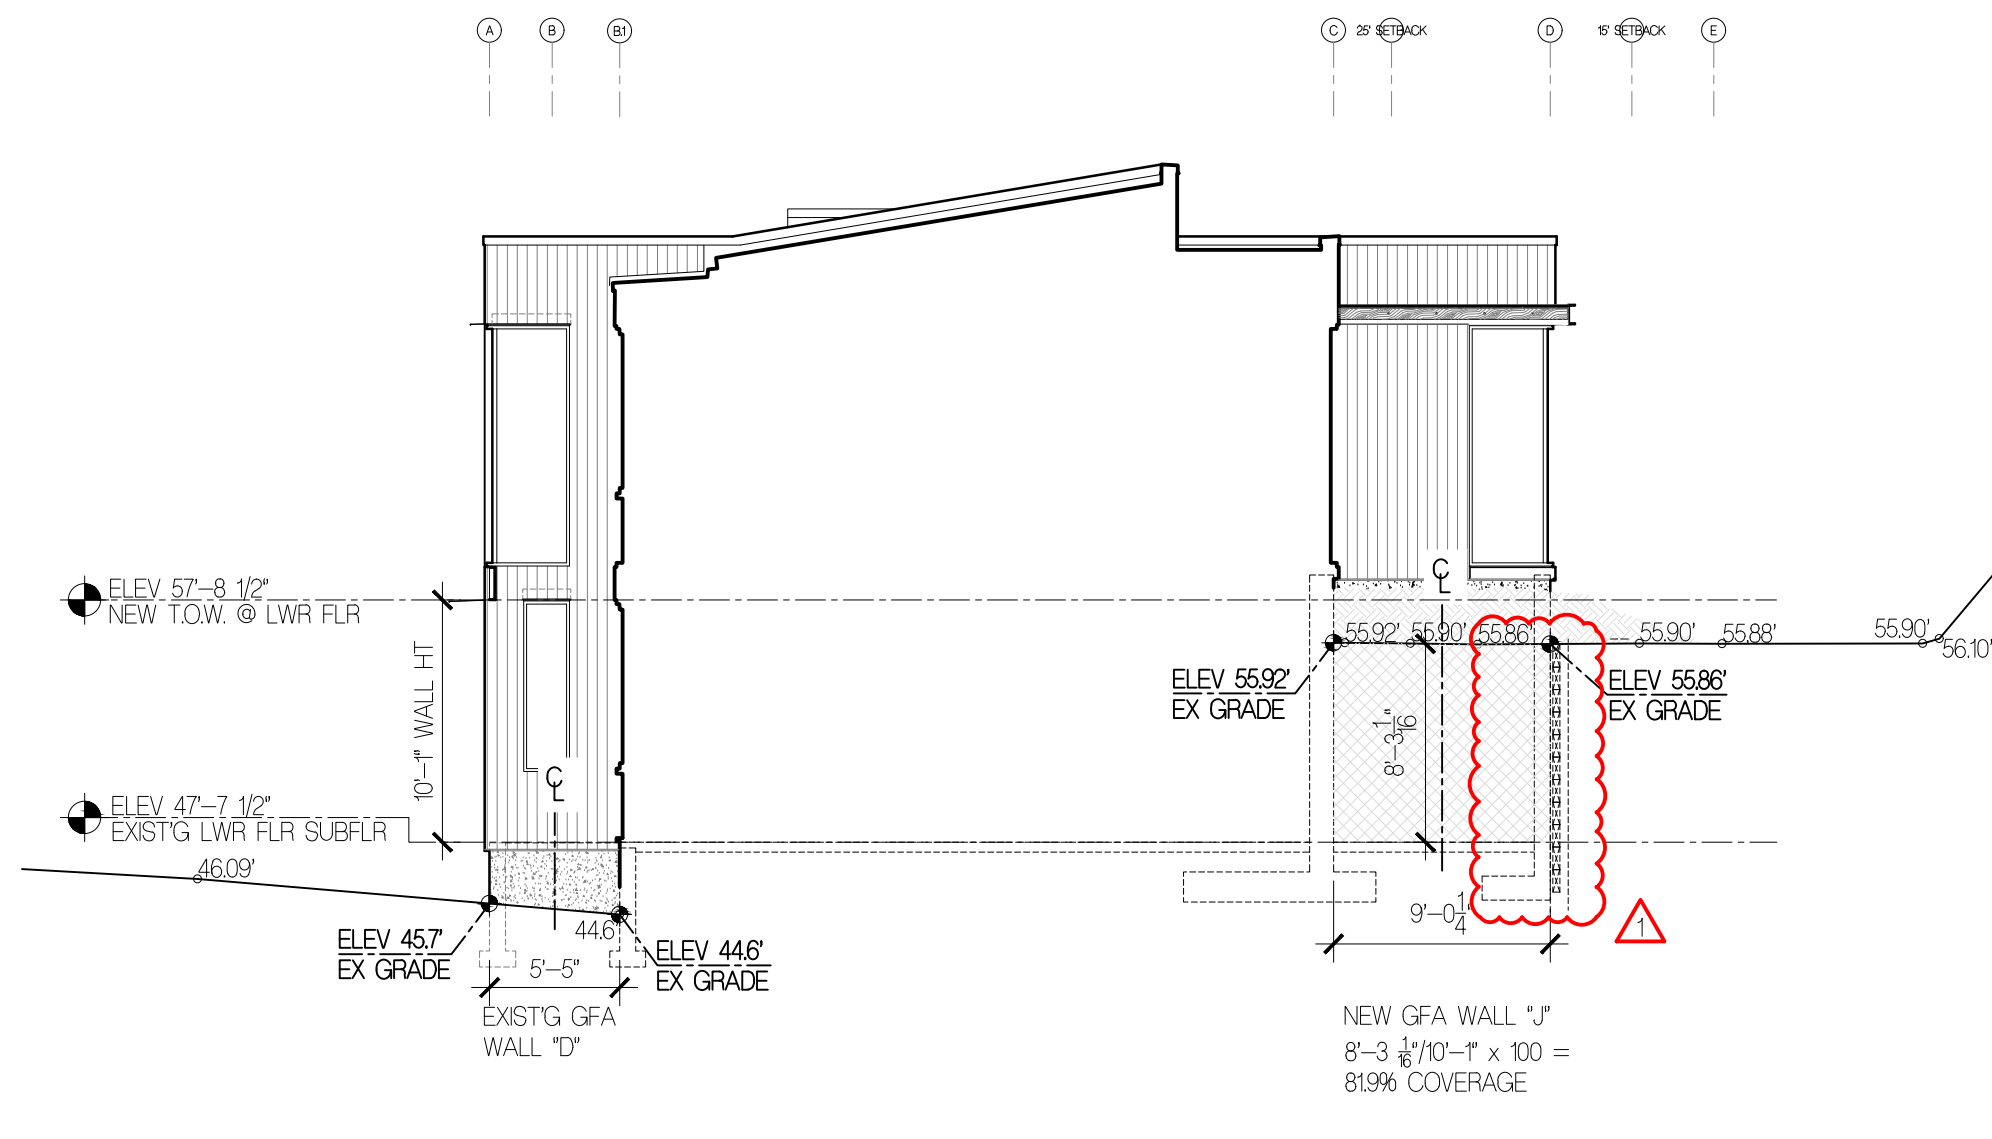 A
B
B.1
C
25' SETBACK
D
15' SETBACK
E
ELEV 57'-8 1/2"
NEW T.O.W. @ LWR FLR
10'-1" WALL HT
ELEV 47'-7 1/2"
EXIST'G LWR FLR SUBFLR
46.09'
ELEV 45.7'
EX GRADE
44.6'
ELEV 44.6'
EX GRADE
5'-5"
EXIST'G GFA
WALL "D"
CL
CL
55.92'
55.90'
55.86'
55.90'
55.88'
55.90'
56.10'
ELEV 55.92'
EX GRADE
ELEV 55.86'
EX GRADE
8'-3 1/16"
9'-0 1/4"
1
NEW GFA WALL "J"
8'-3 1/16"/10'-1" x 100 =
81.9% COVERAGE